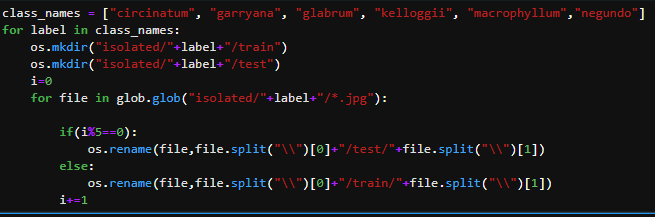 class_names = ["circinatum", "garryana", "glabrum", "kelloggii", "macrophyllum","negundo"]
for label in class_names:
    os.mkdir("isolated/"+label+"/train")
    os.mkdir("isolated/"+label+"/test")
    i=0
    for file in glob.glob("isolated/"+label+"/*.jpg"):
        if(i%5==0):
            os.rename(file,file.split("\\")[0]+"/test/"+file.split("\\")[1])
        else:
            os.rename(file,file.split("\\")[0]+"/train/"+file.split("\\")[1])
        i+=1